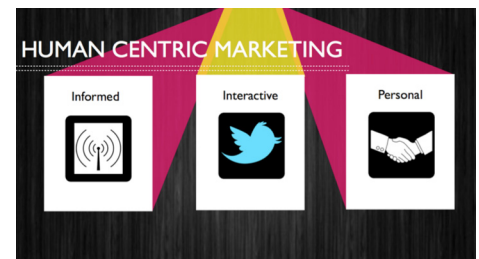 HUMAN CENTRIC MARKETING
Informed
Interactive
Personal